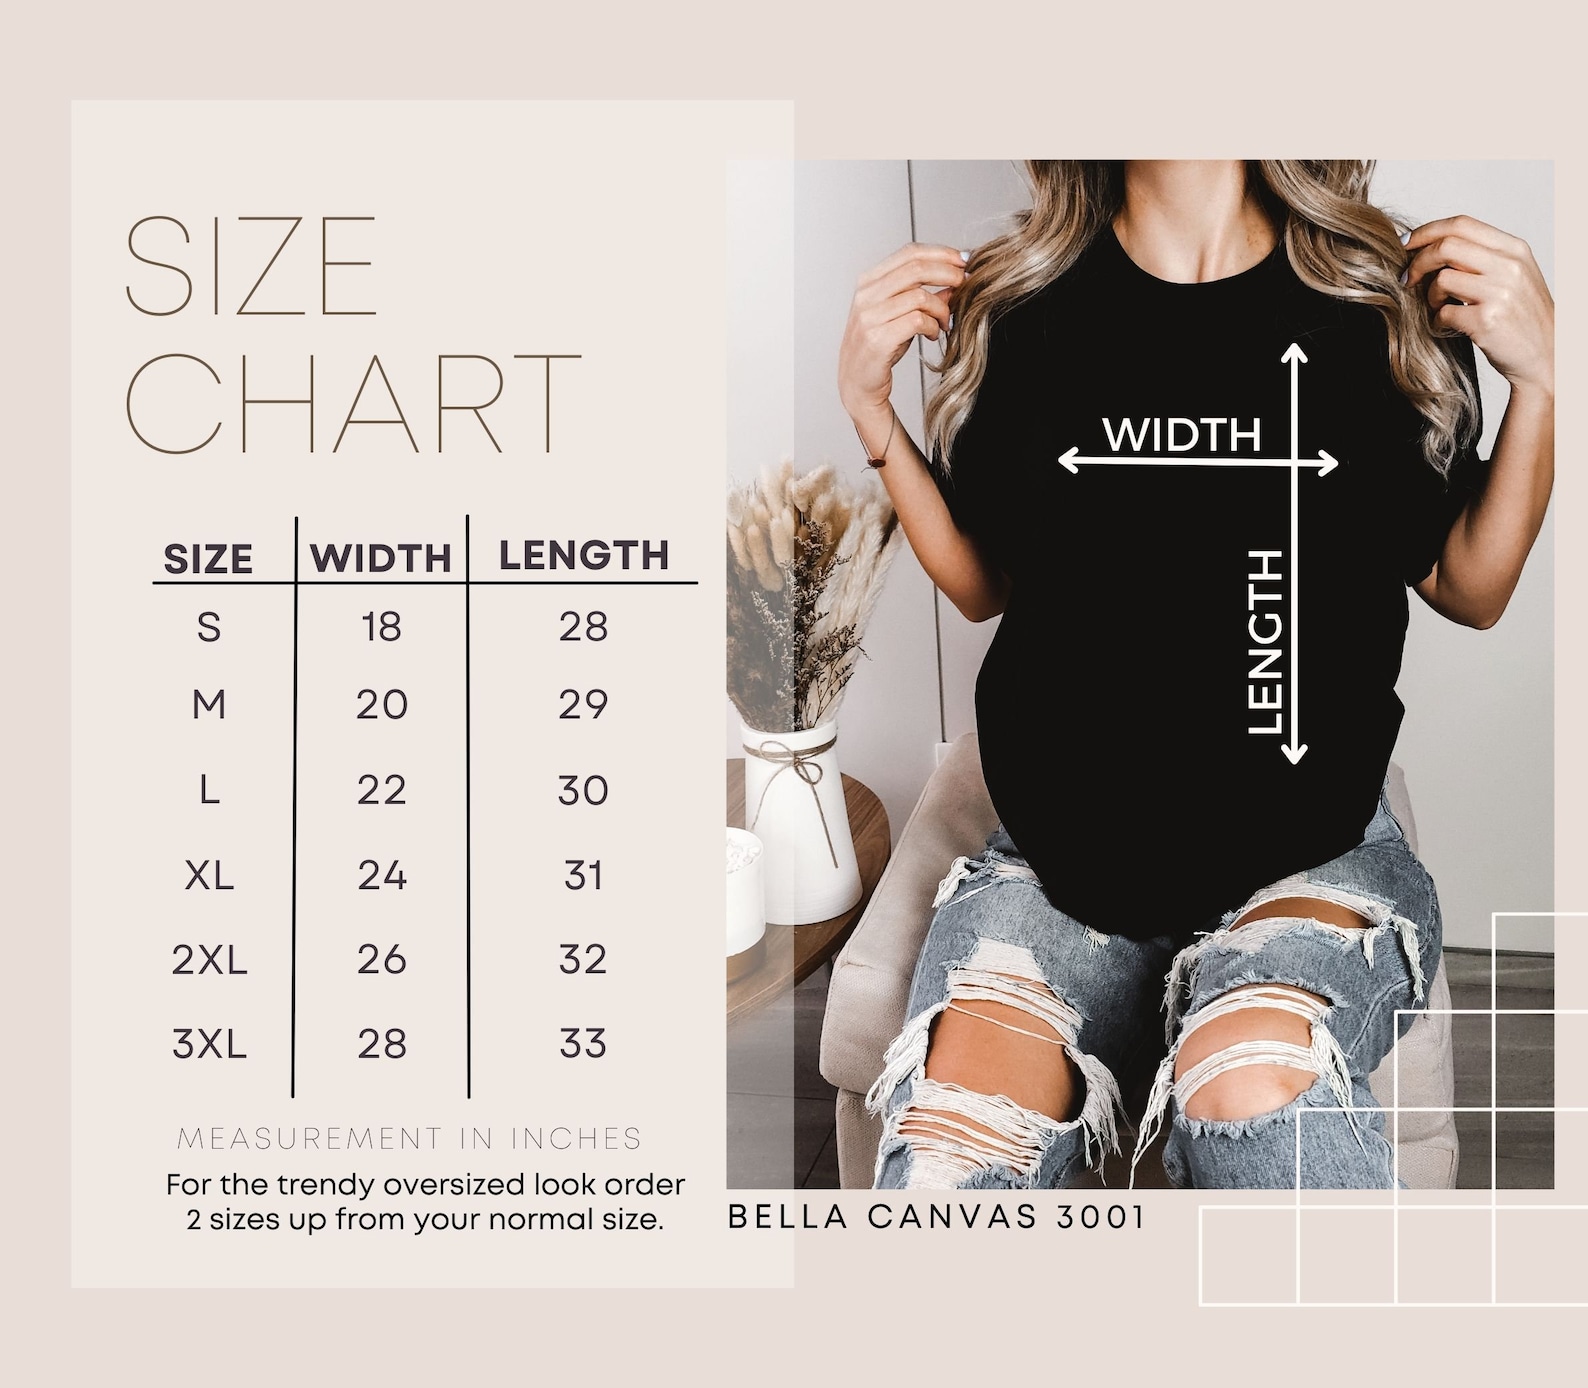 SIZE
CHART
SIZE WIDTH LENGTH
S 18 28
M 20 29
L 22 30
XL 24 31
2XL 26 32
3XL 28 33
MEASUREMENT IN INCHES
For the trendy oversized look order
2 sizes up from your normal size.
WIDTH
LENGTH
BELLA CANVAS 3001